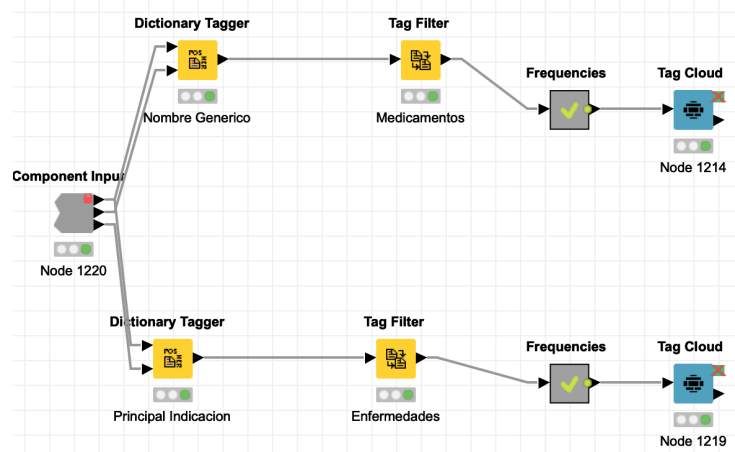 Dictionary Tagger
Tag Filter
Nombre Generico
Medicamentos
Frequencies
Tag Cloud
Node 1214
Component Input
Node 1220
Dictionary Tagger
Tag Filter
Principal Indicacion
Enfermedades
Frequencies
Tag Cloud
Node 1219